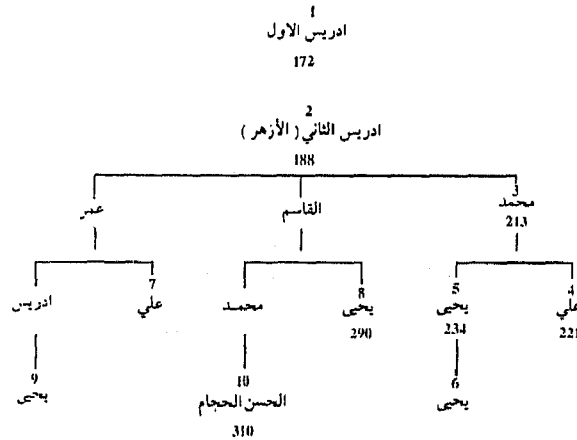 1
ادريس الاول
172
2
ادريس الثاني ( الأزهر )
188
3
محمد
213
القاسم
عمر
4
علي
221
5
يحيى
234
8
يحيى
290
محمد
7
علي
ادريس
6
يحيى
10
الحسن الحجام
310
9
يحيى